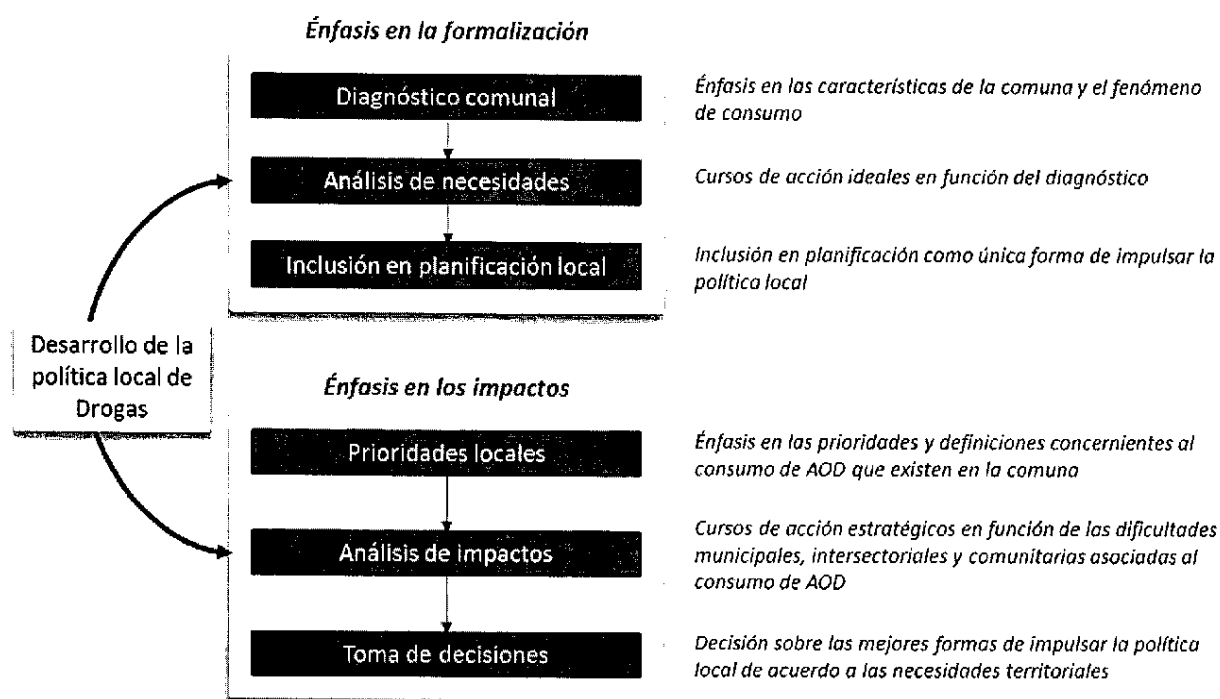 Énfasis en la formalización
Diagnóstico comunal
Énfasis en las características de la comuna y el fenómeno
de consumo
Análisis de necesidades
Cursos de acción ideales en función del diagnóstico
Inclusión en planificación local
Inclusión en planificación como única forma de impulsar la
política local
Desarrollo de la
política local de
Drogas
Énfasis en los impactos
Prioridades locales
Énfasis en las prioridades y definiciones concernientes al
consumo de AOD que existen en la comuna
Análisis de impactos
Cursos de acción estratégicos en función de las dificultades
municipales, intersectoriales y comunitarias asociadas al
consumo de AOD
Toma de decisiones
Decisión sobre las mejores formas de impulsar la política
local de acuerdo a las necesidades territoriales